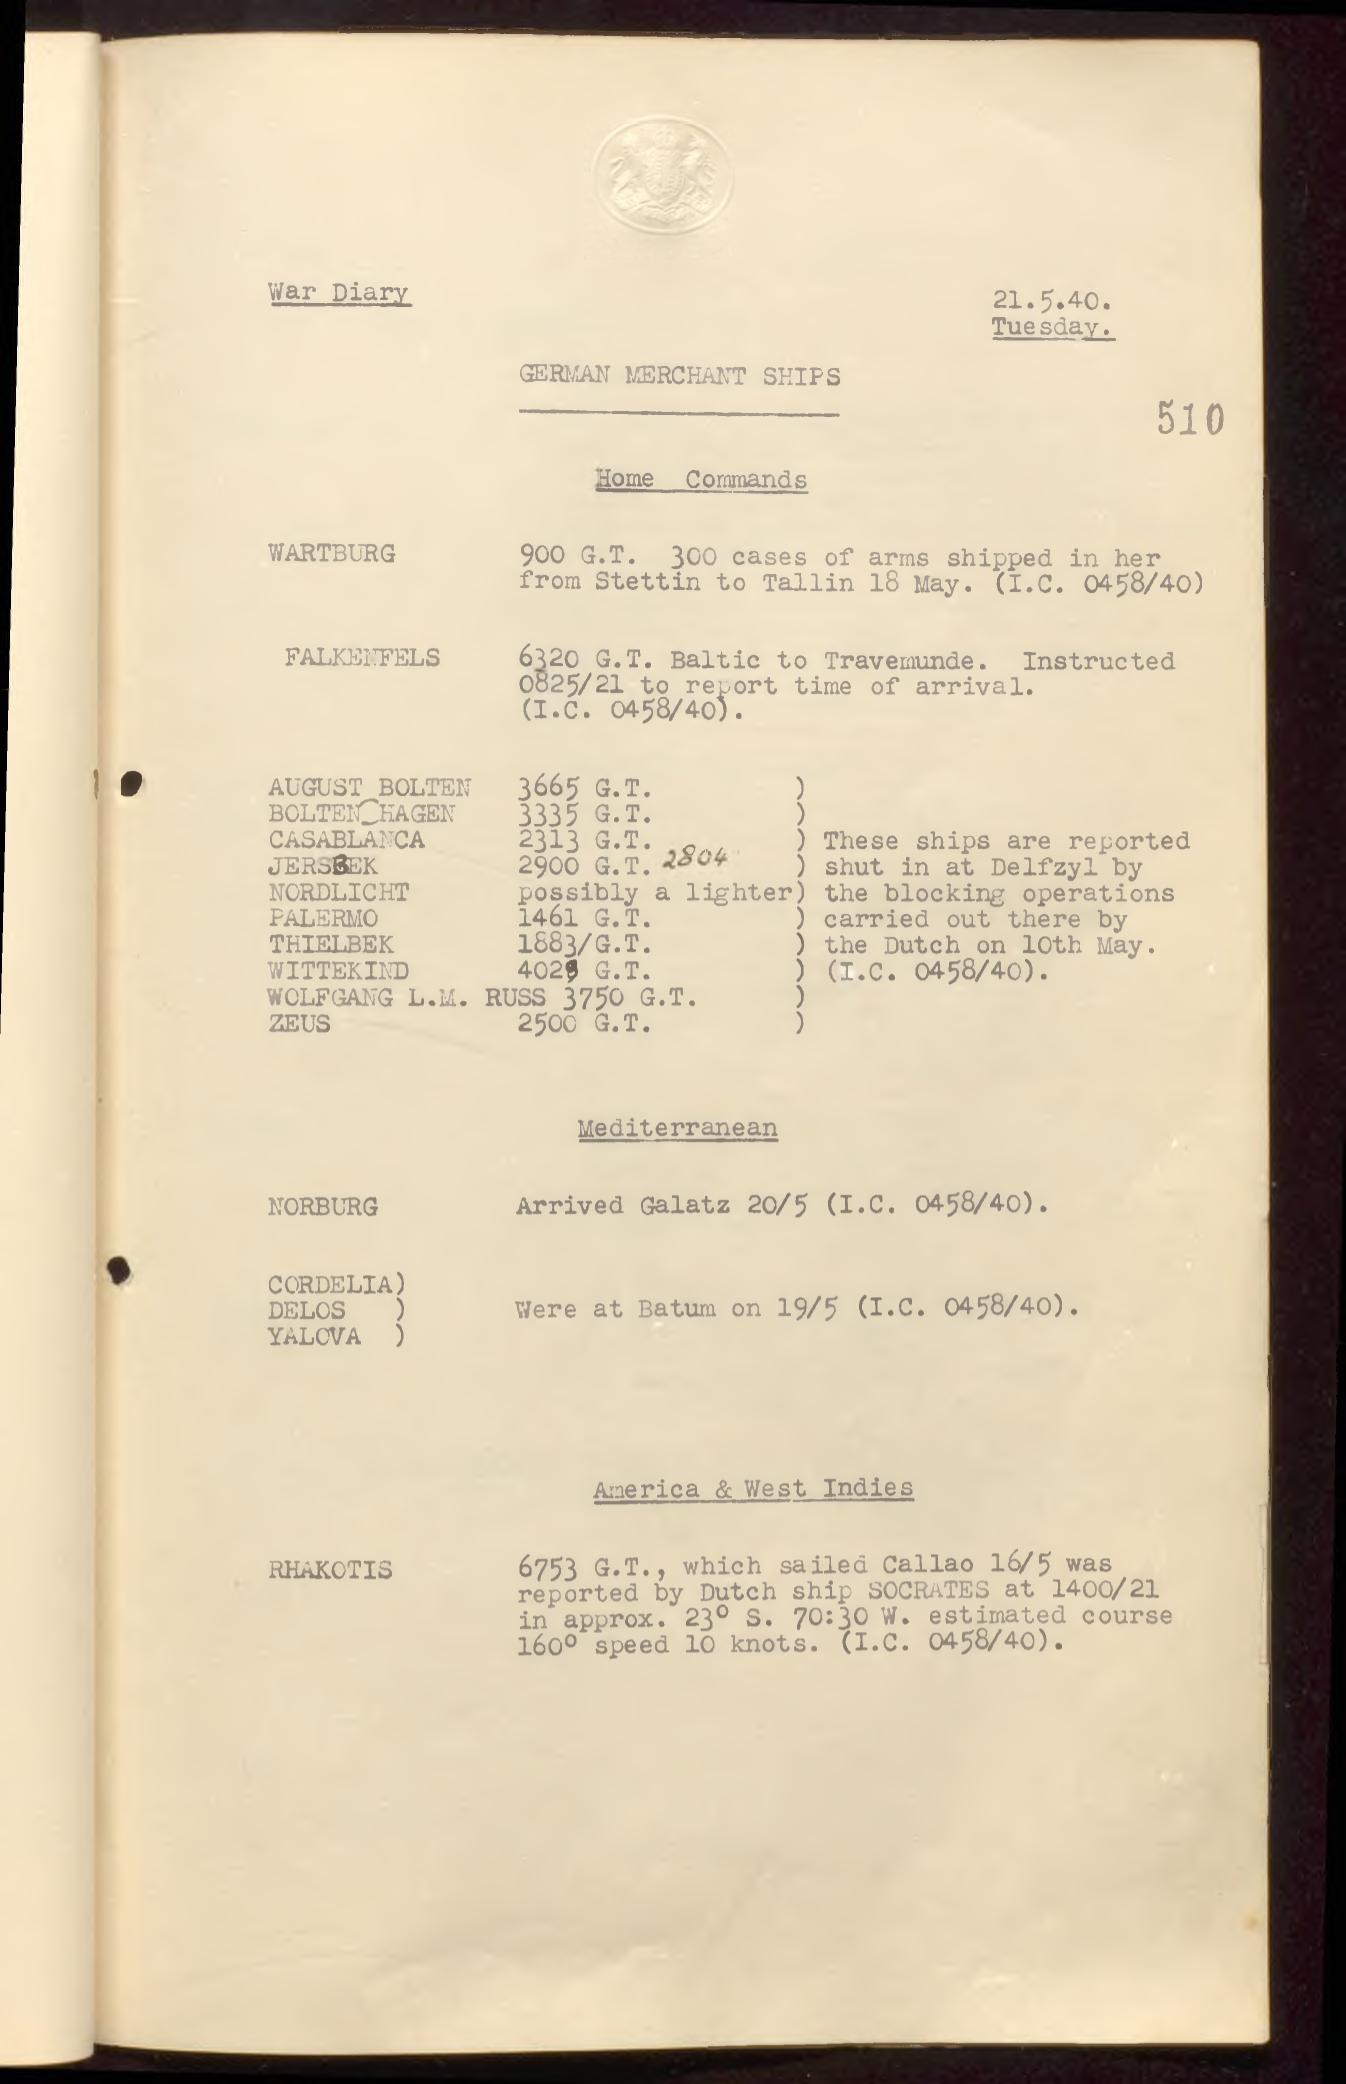 War Diary
21.5.40.
Tuesday.
GERMAN MERCHANT SHIPS
510
Home Commands
WARTBURG 900 G.T. 300 cases of arms shipped in her
from Stettin to Tallin 18 May. (I.C. 0458/40)
FALKENFELS 6320 G.T. Baltic to Travemunde. Instructed
0825/21 to report time of arrival.
(I.C. 0458/40).
AUGUST BOLTEN 3665 G.T. )
BOLTENHAGEN 3335 G.T. )
CASABLANCA 2313 G.T. ) These ships are reported
JERSBEK 2900 G.T. 2804 ) shut in at Delfzyl by
NORDLICHT possibly a lighter) the blocking operations
PALERMO 1461 G.T. ) carried out there by
THIELBEK 1883/G.T. ) the Dutch on 10th May.
WITTEKIND 4029 G.T. ) (I.C. 0458/40).
WOLFGANG L.M. RUSS 3750 G.T. )
ZEUS 2500 G.T. )
Mediterranean
NORBURG Arrived Galatz 20/5 (I.C. 0458/40).
CORDELIA)
DELOS ) Were at Batum on 19/5 (I.C. 0458/40).
YALOVA )
America & West Indies
RHAKOTIS 6753 G.T., which sailed Callao 16/5 was
reported by Dutch ship SOCRATES at 1400/21
in approx. 23° S. 70:30 W. estimated course
160° speed 10 knots. (I.C. 0458/40).